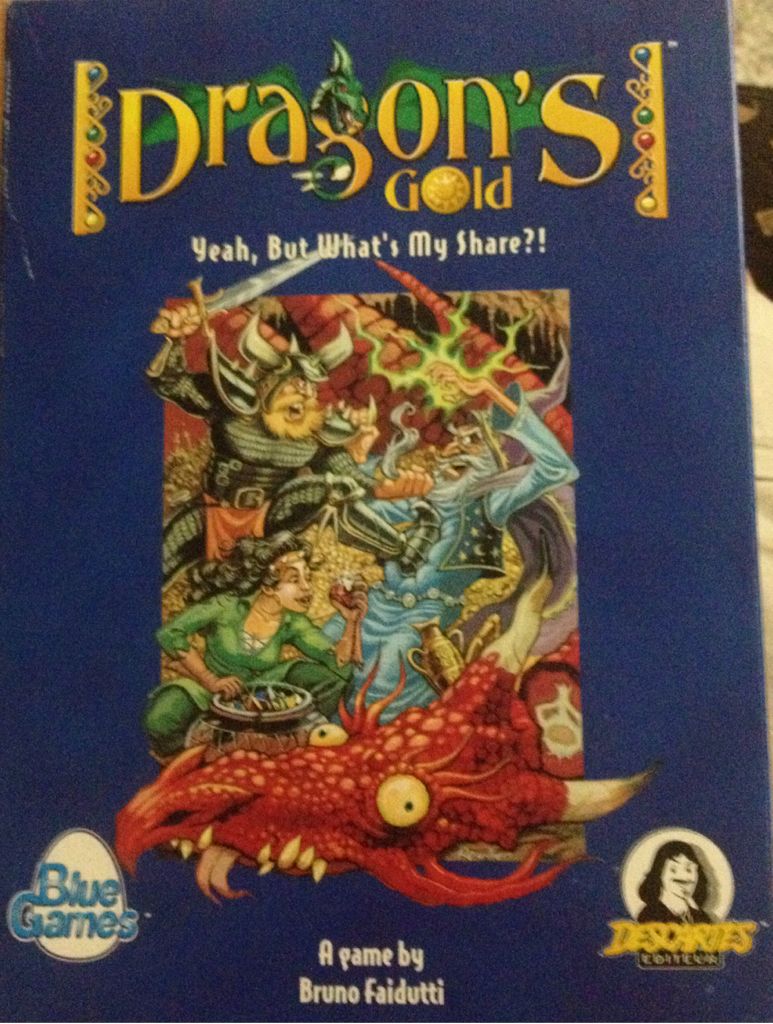 Dragon's
Gold
Yeah, But What's My Share?!
Blue
Games
DESCARTES
EDITEUR
A game by
Bruno Faidutti